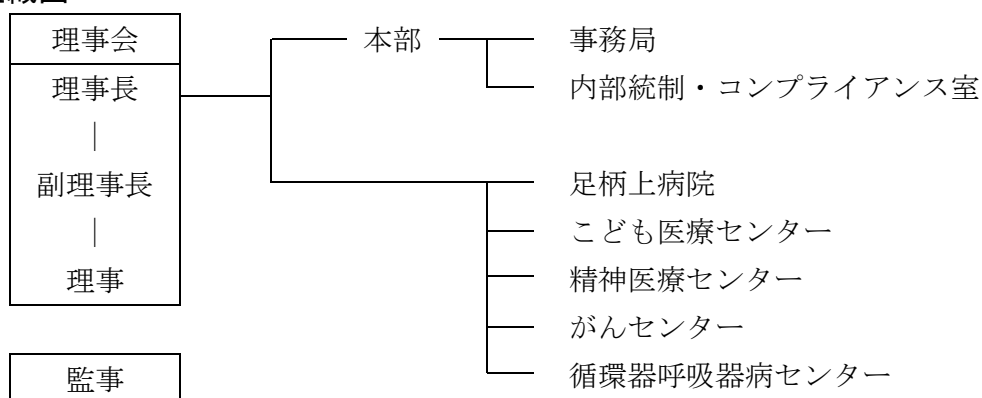 理事会
理事長
|
副理事長
|
理事
監事
本部
事務局
内部統制・コンプライアンス室
足柄上病院
こども医療センター
精神医療センター
がんセンター
循環器呼吸器病センター